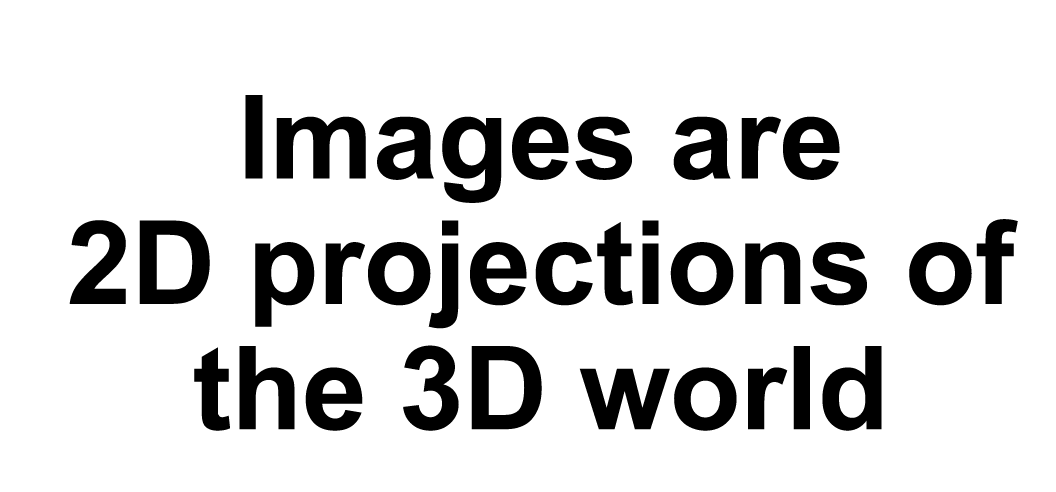 Images are
2D projections of
the 3D world